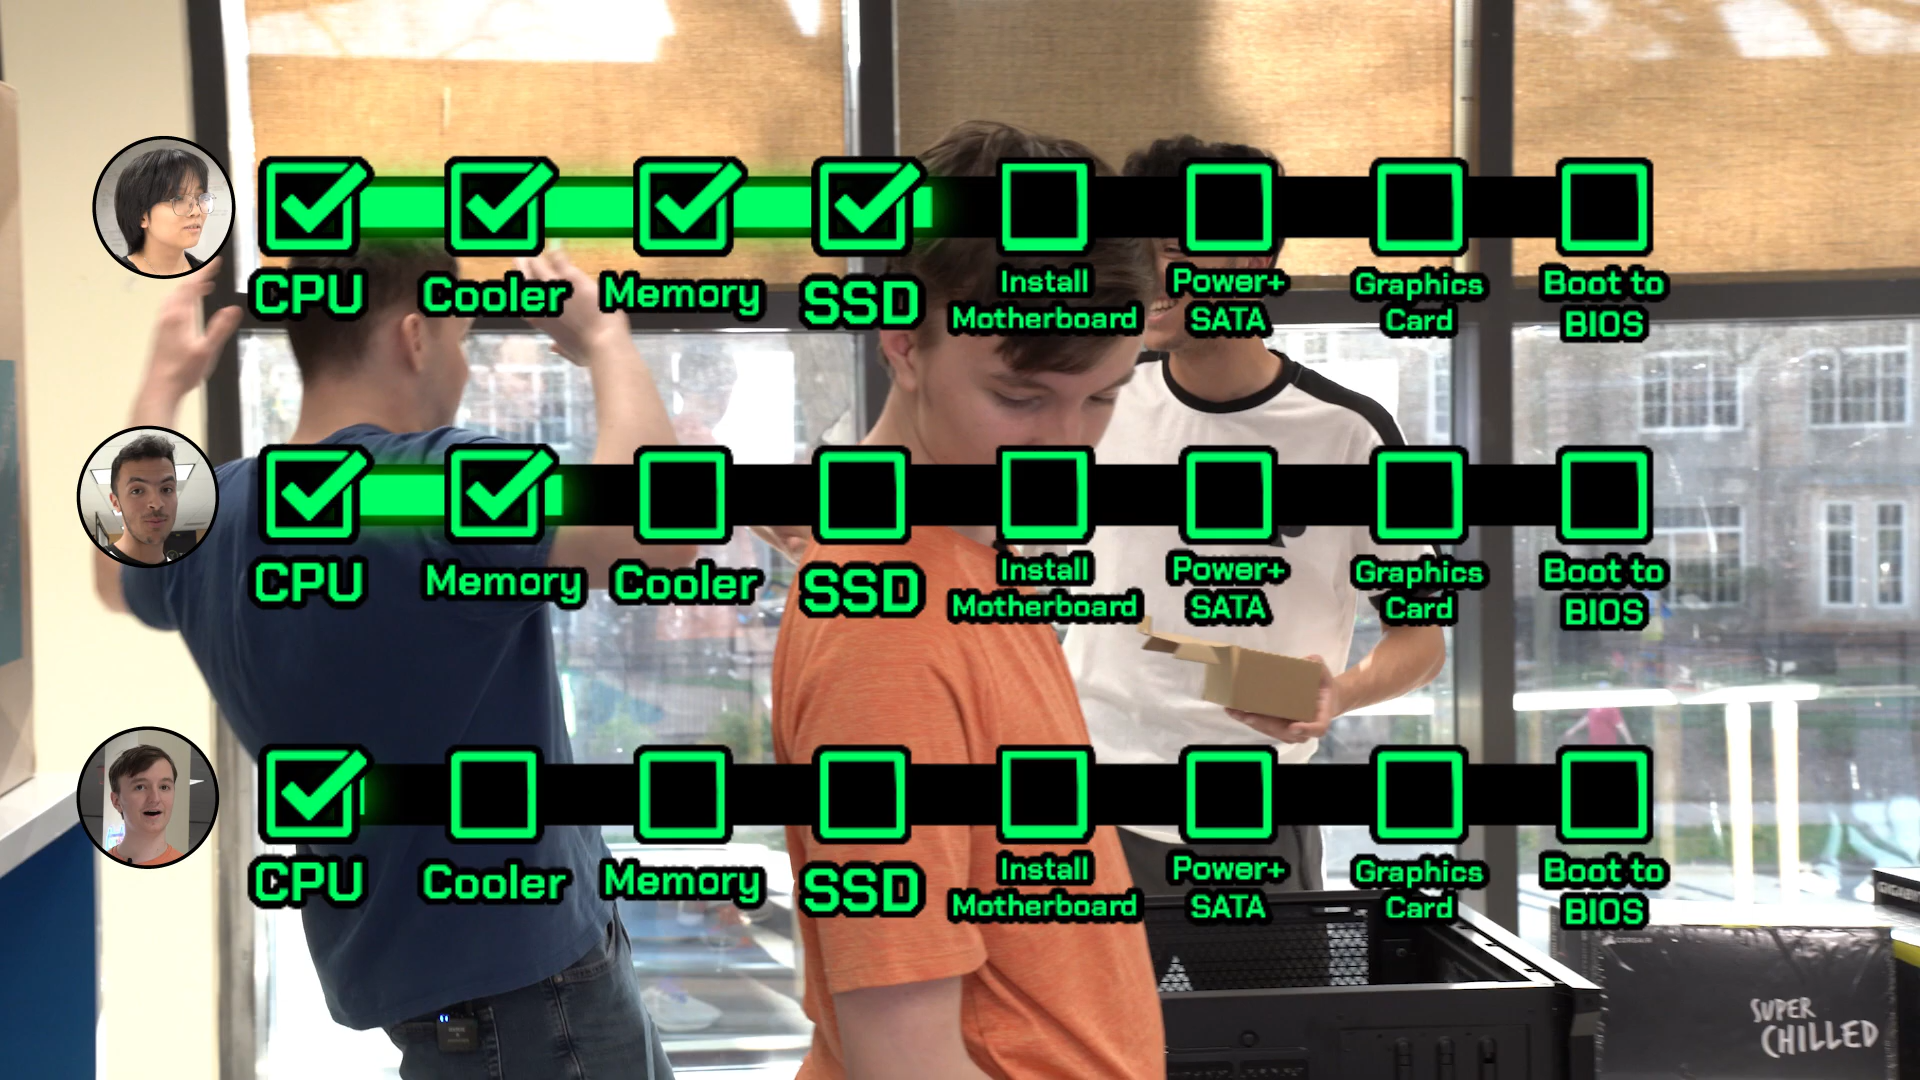 CPU
Cooler
Memory
SSD
Install
Motherboard
Power+
SATA
Graphics
Card
Boot to
BIOS
CPU
Memory
Cooler
SSD
Install
Motherboard
Power+
SATA
Graphics
Card
Boot to
BIOS
CPU
Cooler
Memory
SSD
Install
Motherboard
Power+
SATA
Graphics
Card
Boot to
BIOS
CORSAIR
SUPER
CHILLED